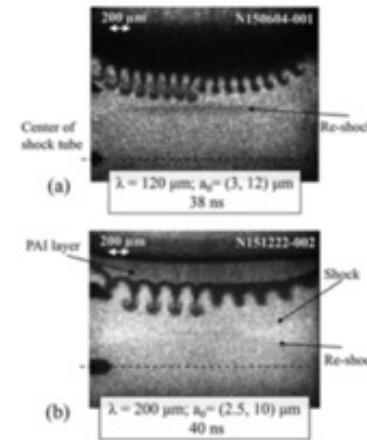 200 μm
N150604-001
Re-shock
Center of
shock tube
(a)
λ = 120 μm; a₀= (3, 12) μm
38 ns
200 μm
N151222-002
PAI layer
Shock
Re-shoc
(b)
λ = 200 μm; a₀= (2.5, 10) μm
40 ns